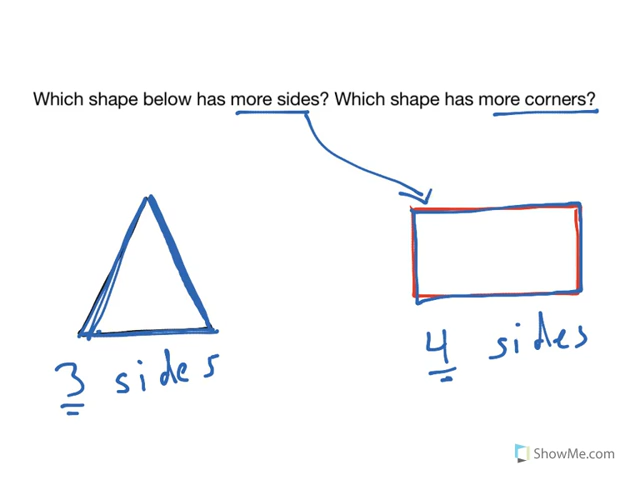 Which shape below has more sides? Which shape has more corners?
3 sides
4 sides
ShowMe.com